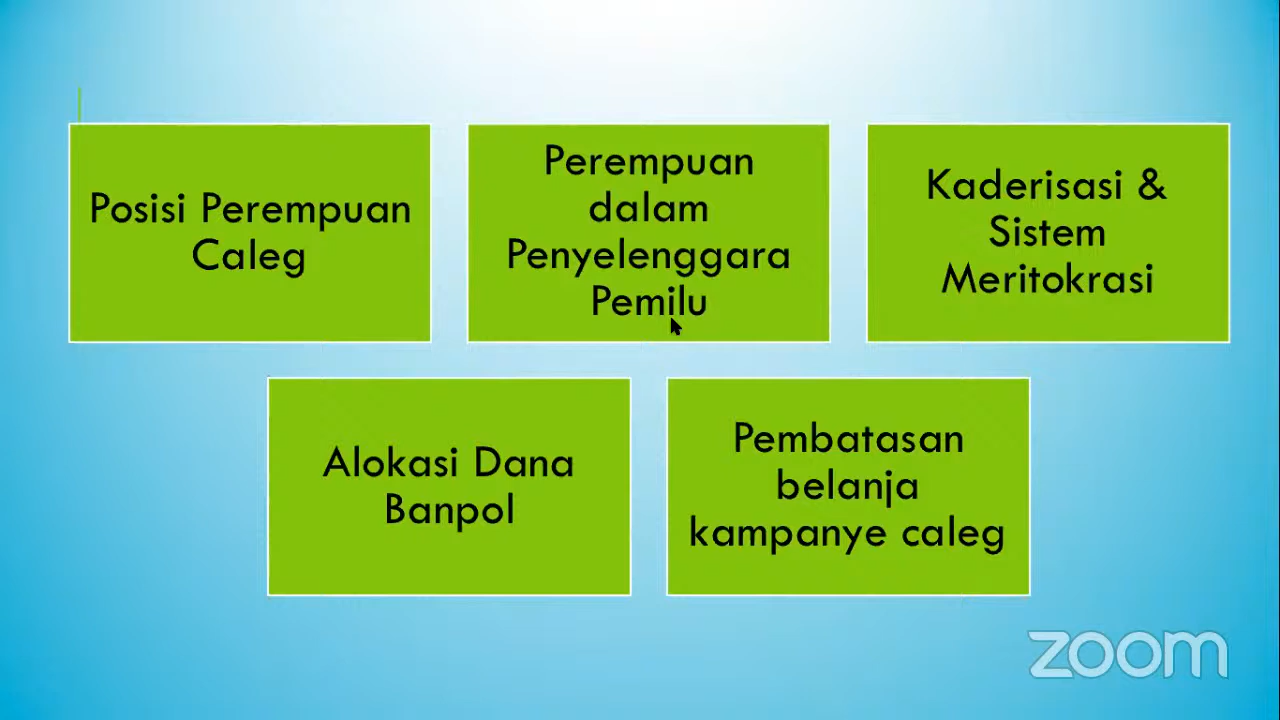 Posisi Perempuan
Caleg
Perempuan
dalam
Penyelenggara
Pemilu
Kaderisasi &
Sistem
Meritokrasi
Alokasi Dana
Banpol
Pembatasan
belanja
kampanye caleg
zoom